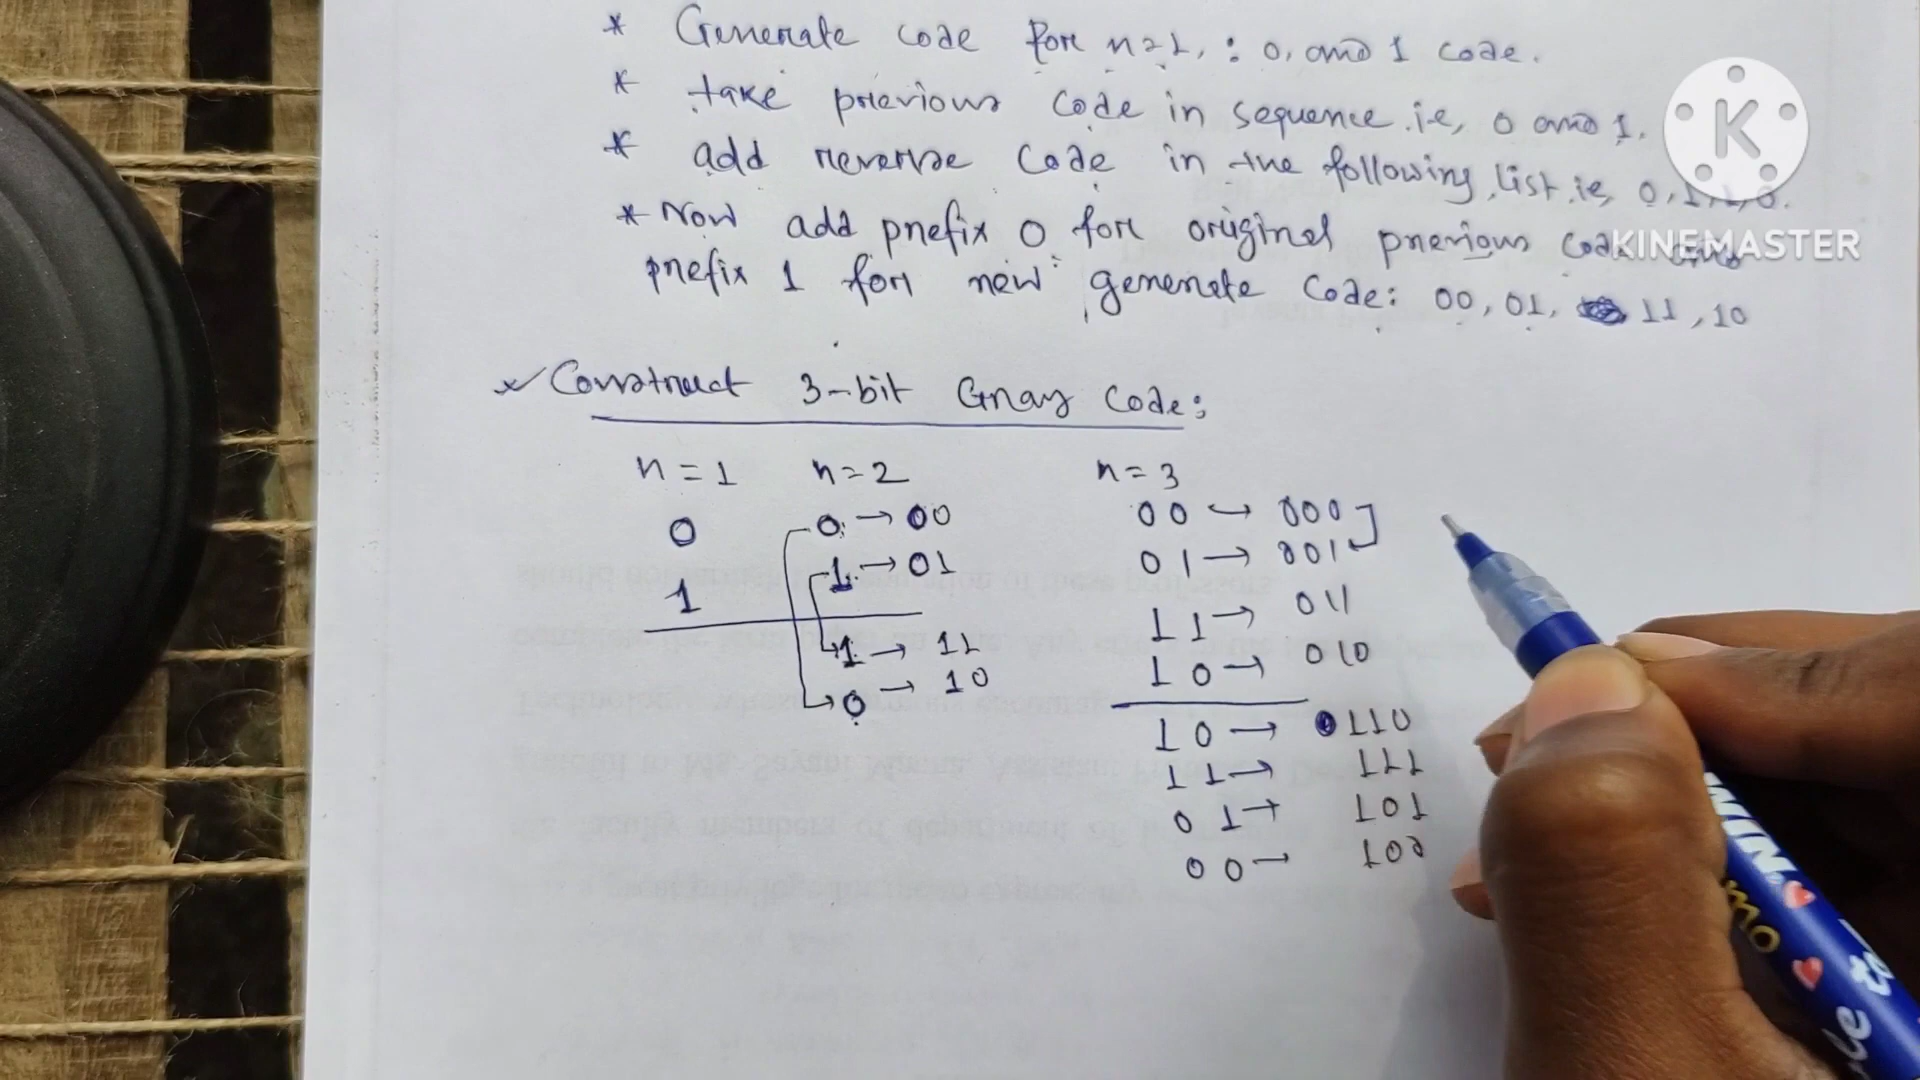 * Generate code for n=1, : 0, and 1 code.
* take previous code in sequence i.e, 0 and 1.
* add reverse code in the following list ie, 0,1,1,0.
* Now add prefix 0 for original previous code and
prefix 1 for new generate code: 00, 01, 11, 10
KINEMASTER
Construct 3-bit Gray Code:
n = 1 n=2 n=3
0 0 → 00 00 → 000
1 1 → 01 01 → 001
11 → 011
1 → 11
10 → 010
0 → 10
10 → 110
11 → 111
01 → 101
00 → 100